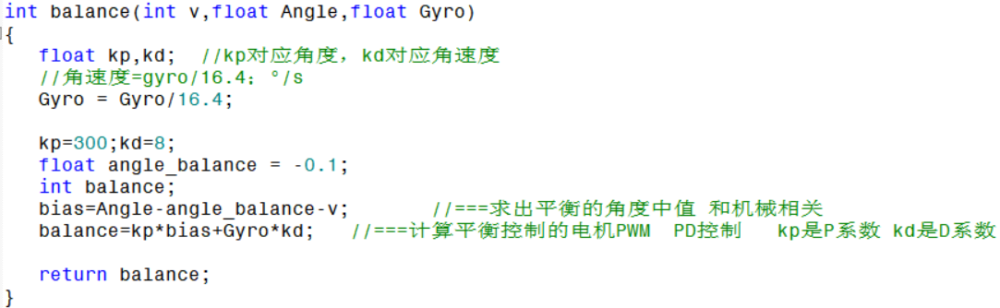 int balance(int v,float Angle,float Gyro)
{
float kp,kd; //kp对应角度，kd对应角速度
//角速度=gyro/16.4；°/s
Gyro = Gyro/16.4;
kp=300;kd=8;
float angle_balance = -0.1;
int balance;
bias=Angle-angle_balance-v; //===求出平衡的角度中值 和机械相关
balance=kp*bias+Gyro*kd; //===计算平衡控制的电机PWM PD控制 kp是P系数 kd是D系数
return balance;
}